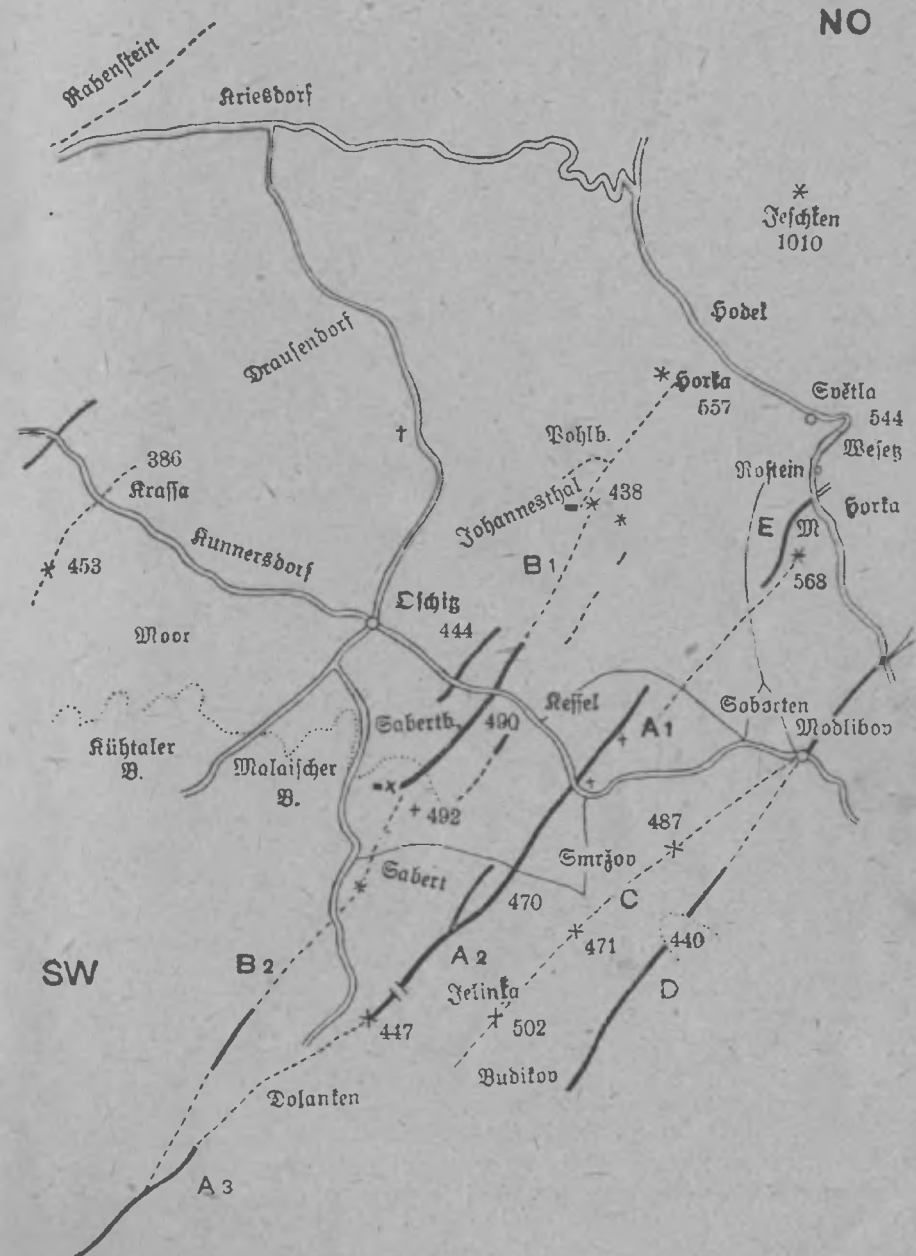 NO
Rabenstein
Kriesdorf
Jeschken
1010
Hodek
Drausendorf
Horka
557
Světla
544
Wesetz
Pohlb.
Rostein
386
Krassa
Johannesthal
438
Horka
E
M
Kunnersdorf
B1
453
568
Oschitz
444
Moor
Kessel
Soborten
Sabertb.
490
A1
Modlibov
Kühtaler
B.
Malaischer
B.
492
487
Smržov
Sabert
470
C
440
471
SW
B2
A2
D
Jelinka
447
502
Budikov
Dolanken
A3